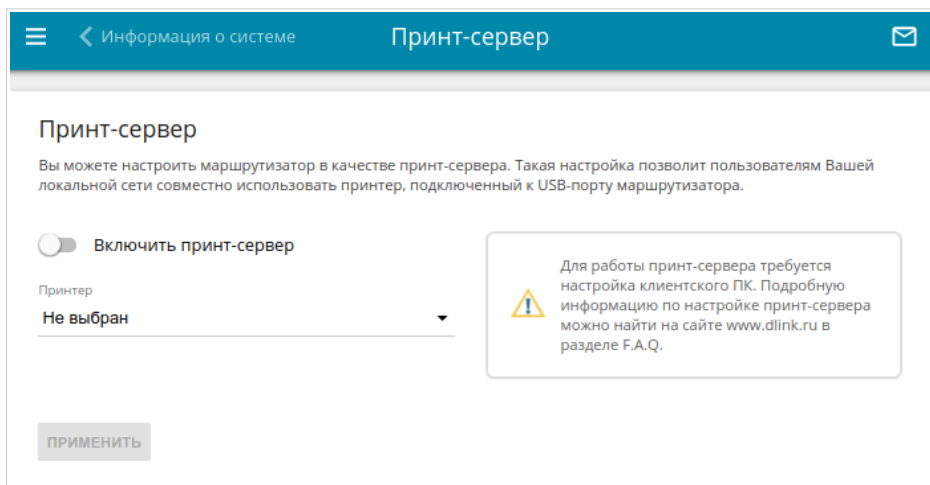 Информация о системе
Принт-сервер
Принт-сервер
Вы можете настроить маршрутизатор в качестве принт-сервера. Такая настройка позволит пользователям Вашей
локальной сети совместно использовать принтер, подключенный к USB-порту маршрутизатора.
Включить принт-сервер
Принтер
Не выбран
Для работы принт-сервера требуется
настройка клиентского ПК. Подробную
информацию по настройке принт-сервера
можно найти на сайте www.dlink.ru в
разделе F.A.Q.
ПРИМЕНИТЬ